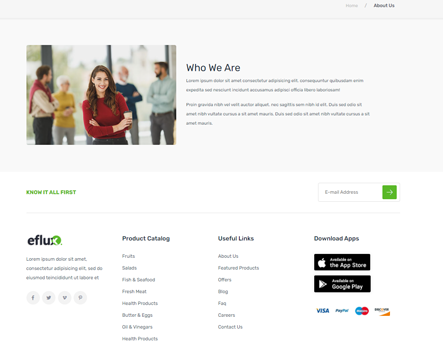 Home / About Us
Who We Are
Lorem ipsum dolor sit amet consectetur adipisicing elit. consequuntur quibusdam enim
expedita sed nesciunt incidunt accusamus adipisci officia libero laboriosam!
Proin gravida nibh vel velit auctor aliquet. nec sagittis sem nibh id elit. Duis sed odio sit
amet nibh vulutate cursus a sit amet mauris. Duis sed odio sit amet nibh vulutate cursus a sit
amet mauris.
KNOW IT ALL FIRST
E-mail Address
eflux
Product Catalog
Useful Links
Download Apps
Lorem ipsum dolor sit amet,
consectetur adipisicing elit, sed do
eiusmod teincididunt ut labore et
Fruits
Salads
Fish & Seafood
Fresh Meat
Health Products
Butter & Eggs
Oil & Vinegars
Health Products
About Us
Featured Products
Offers
Blog
Faq
Careers
Contact Us
Available on
the App Store
Available on
Google Play
VISA PayPal DISCOVER